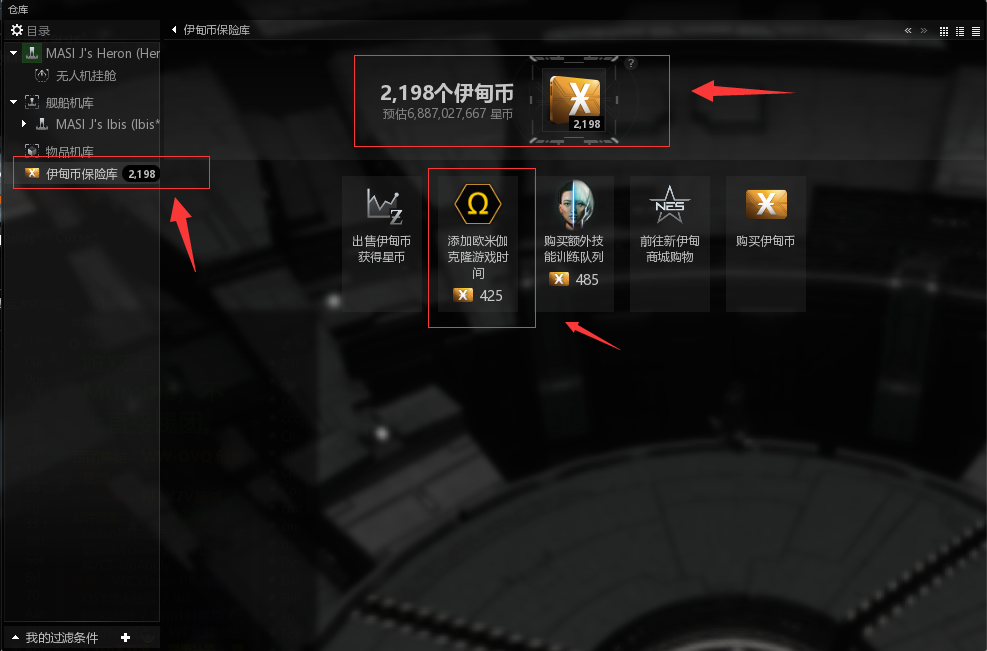 仓库
目录
伊甸币保险库
MASI J's Heron (Her
无人机挂舱
舰船机库
MASI J's Ibis (Ibis*
物品机库
伊甸币保险库 2,198
2,198个伊甸币
预估6,887,027,667 星币
?
2,198
出售伊甸币
获得星币
添加欧米伽
克隆游戏时
间
425
购买额外技
能训练队列
485
NES
前往新伊甸
商城购物
购买伊甸币
我的过滤条件